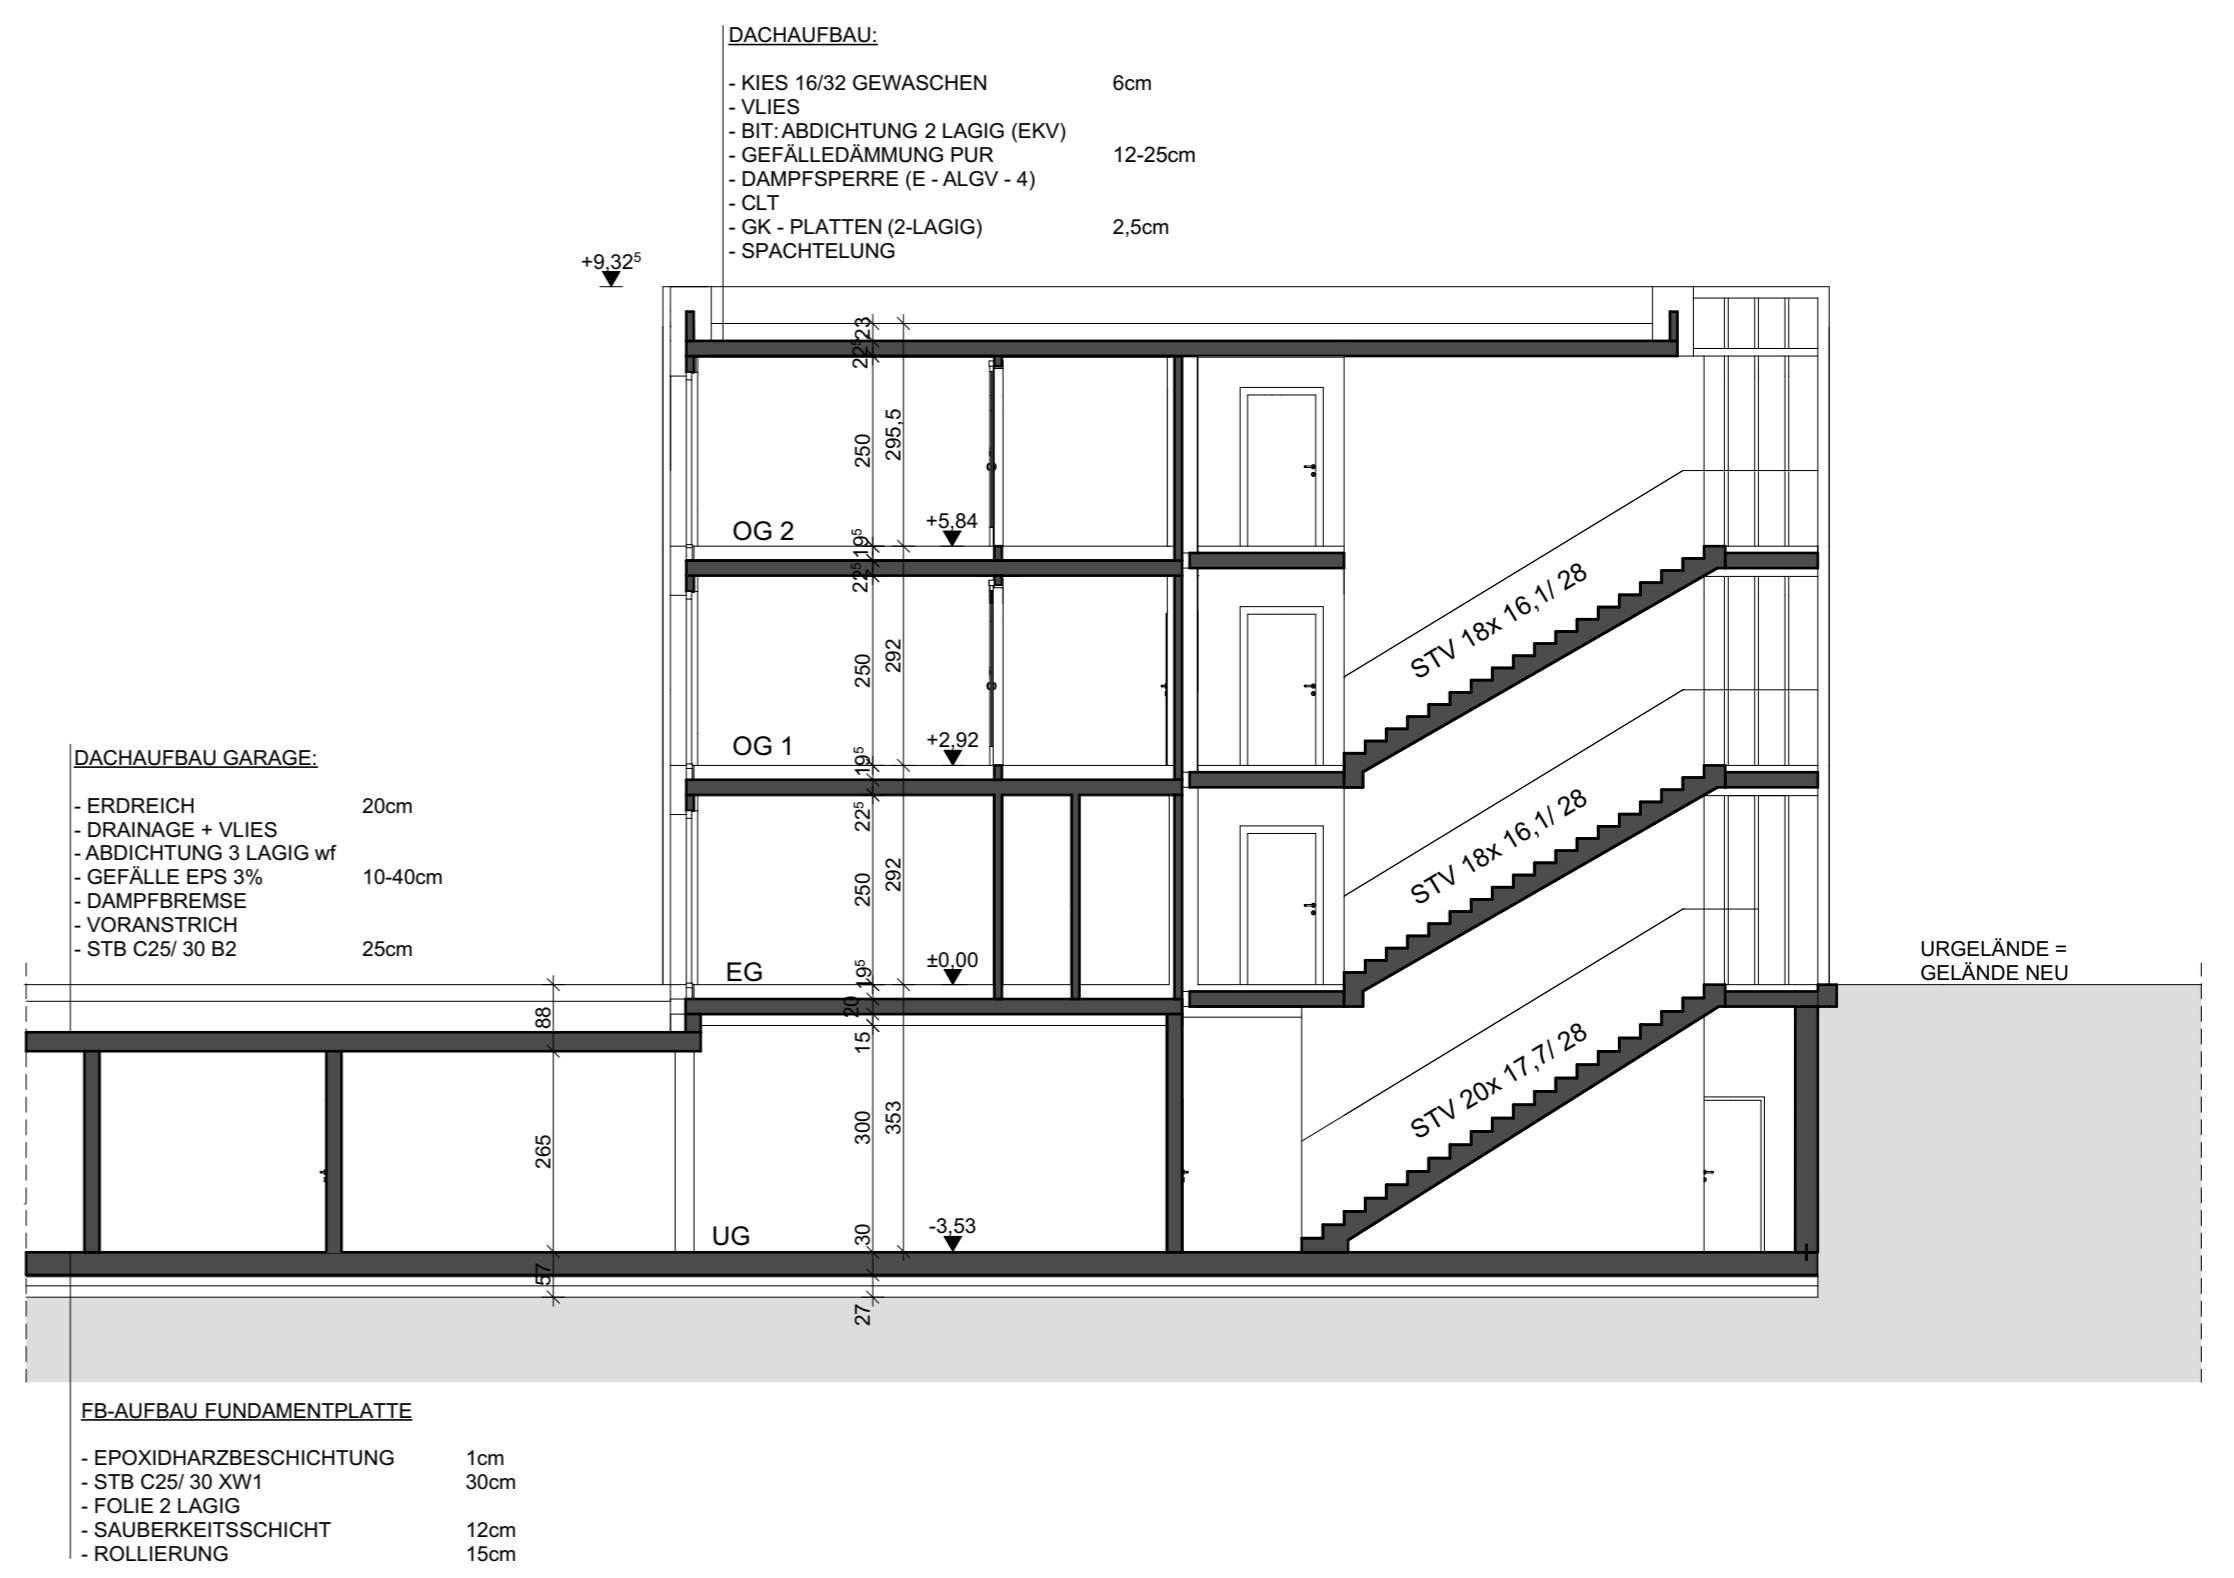 DACHAUFBAU:
- KIES 16/32 GEWASCHEN 6cm
- VLIES
- BIT: ABDICHTUNG 2 LAGIG (EKV)
- GEFÄLLEDÄMMUNG PUR 12-25cm
- DAMPFSPERRE (E - ALGV - 4)
- CLT
- GK - PLATTEN (2-LAGIG) 2,5cm
- SPACHTELUNG
+9,32⁵
23
22⁵
250
295,5
OG 2
+5,84
19⁵
22⁵
STV 18x 16,1/ 28
250
292
OG 1
+2,92
19⁵
22⁵
STV 18x 16,1/ 28
250
292
EG
±0,00
19⁵
20
15
STV 20x 17,7/ 28
300
353
30
UG
-3,53
27
88
265
57
DACHAUFBAU GARAGE:
- ERDREICH 20cm
- DRAINAGE + VLIES
- ABDICHTUNG 3 LAGIG wf
- GEFÄLLE EPS 3% 10-40cm
- DAMPFBREMSE
- VORANSTRICH
- STB C25/ 30 B2 25cm
URGELÄNDE =
GELÄNDE NEU
FB-AUFBAU FUNDAMENTPLATTE
- EPOXIDHARZBESCHICHTUNG 1cm
- STB C25/ 30 XW1 30cm
- FOLIE 2 LAGIG
- SAUBERKEITSSCHICHT 12cm
- ROLLIERUNG 15cm